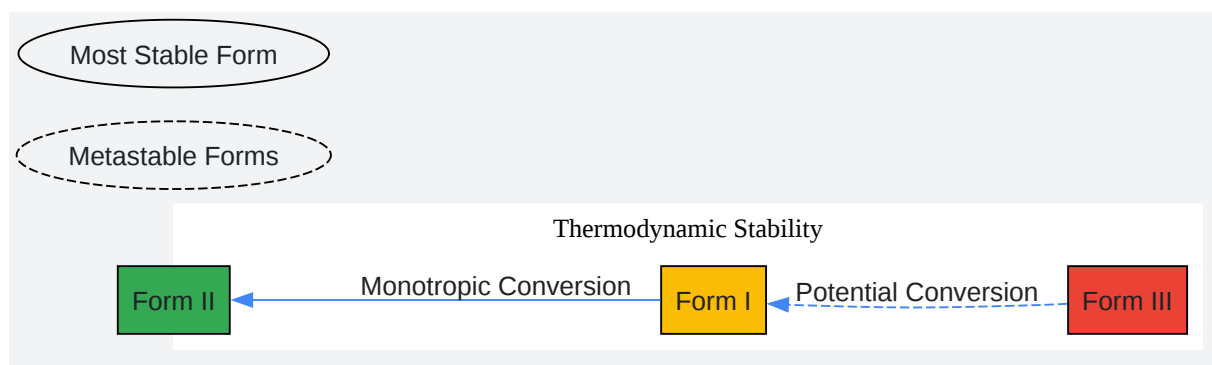 Most Stable Form
Metastable Forms
Thermodynamic Stability
Form II
Monotropic Conversion
Form I
Potential Conversion
Form III